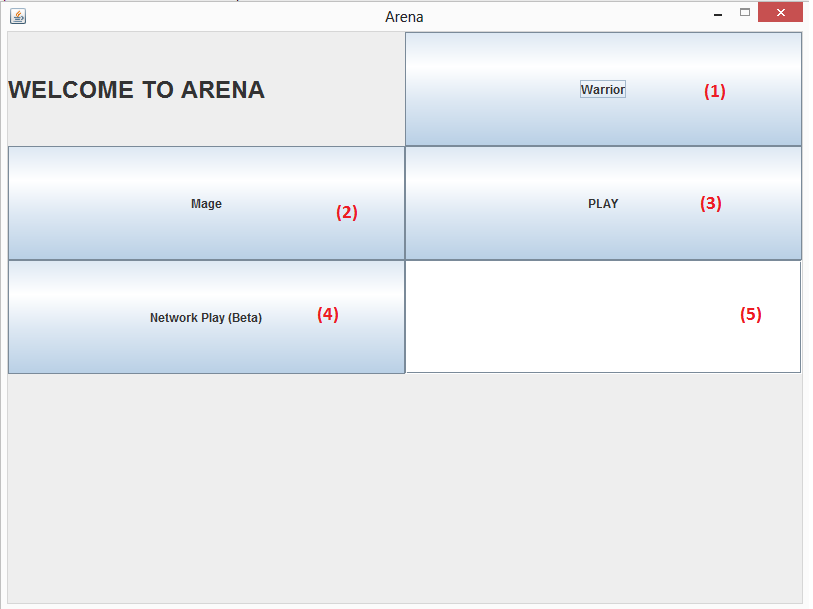 Arena
WELCOME TO ARENA
Warrior (1)
Mage (2)
PLAY (3)
Network Play (Beta) (4)
(5)